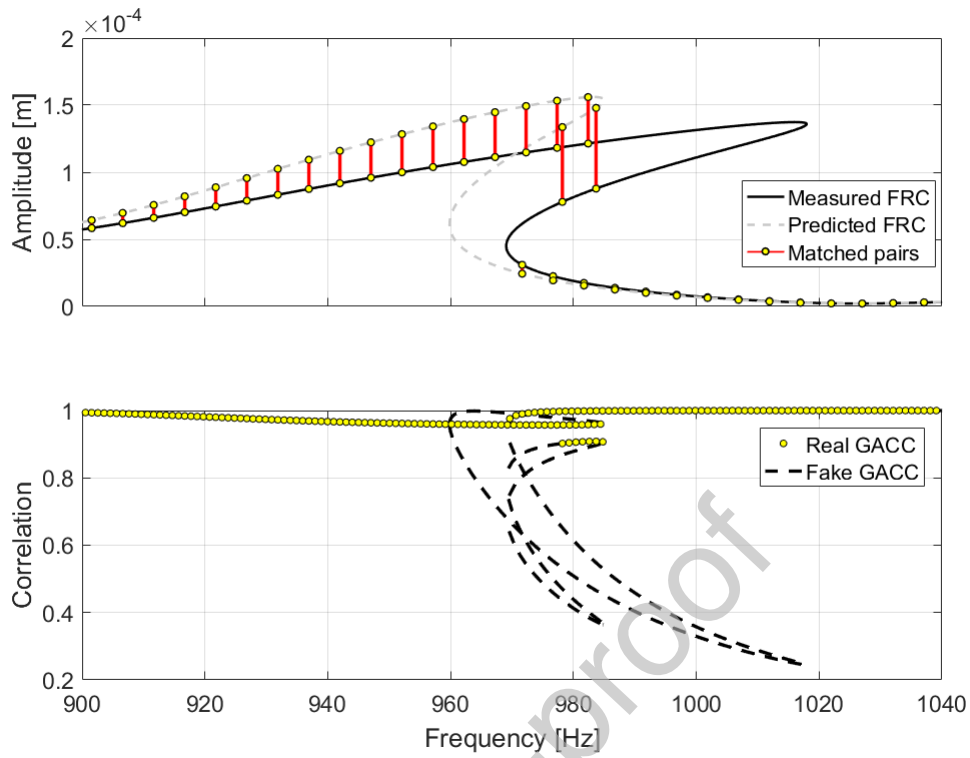 ×10⁻⁴
2
1.5
1
0.5
0
Amplitude [m]
Measured FRC
Predicted FRC
Matched pairs
1
0.8
0.6
0.4
0.2
Correlation
Real GACC
Fake GACC
900
920
940
960
980
1000
1020
1040
Frequency [Hz]
proof